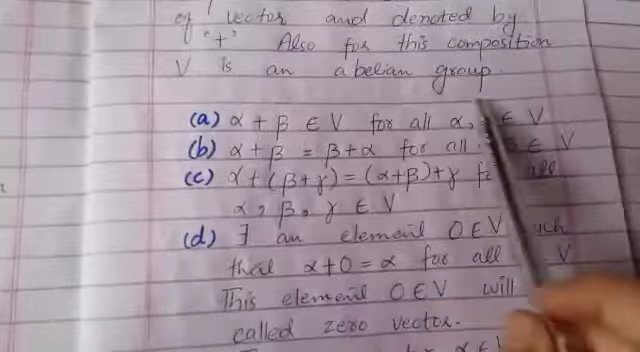 of vector and denoted by
'+' Also for this composition
V is an abelian group.
(a) α + β ∈ V for all α, ∈ V
(b) α + β = β + α for all β ∈ V
(c) α + (β + γ) = (α + β) + γ all
α, β, γ ∈ V
(d) ∃ an element 0 ∈ V
that α + 0 = α for all V
This element 0 ∈ V will
called zero vector.